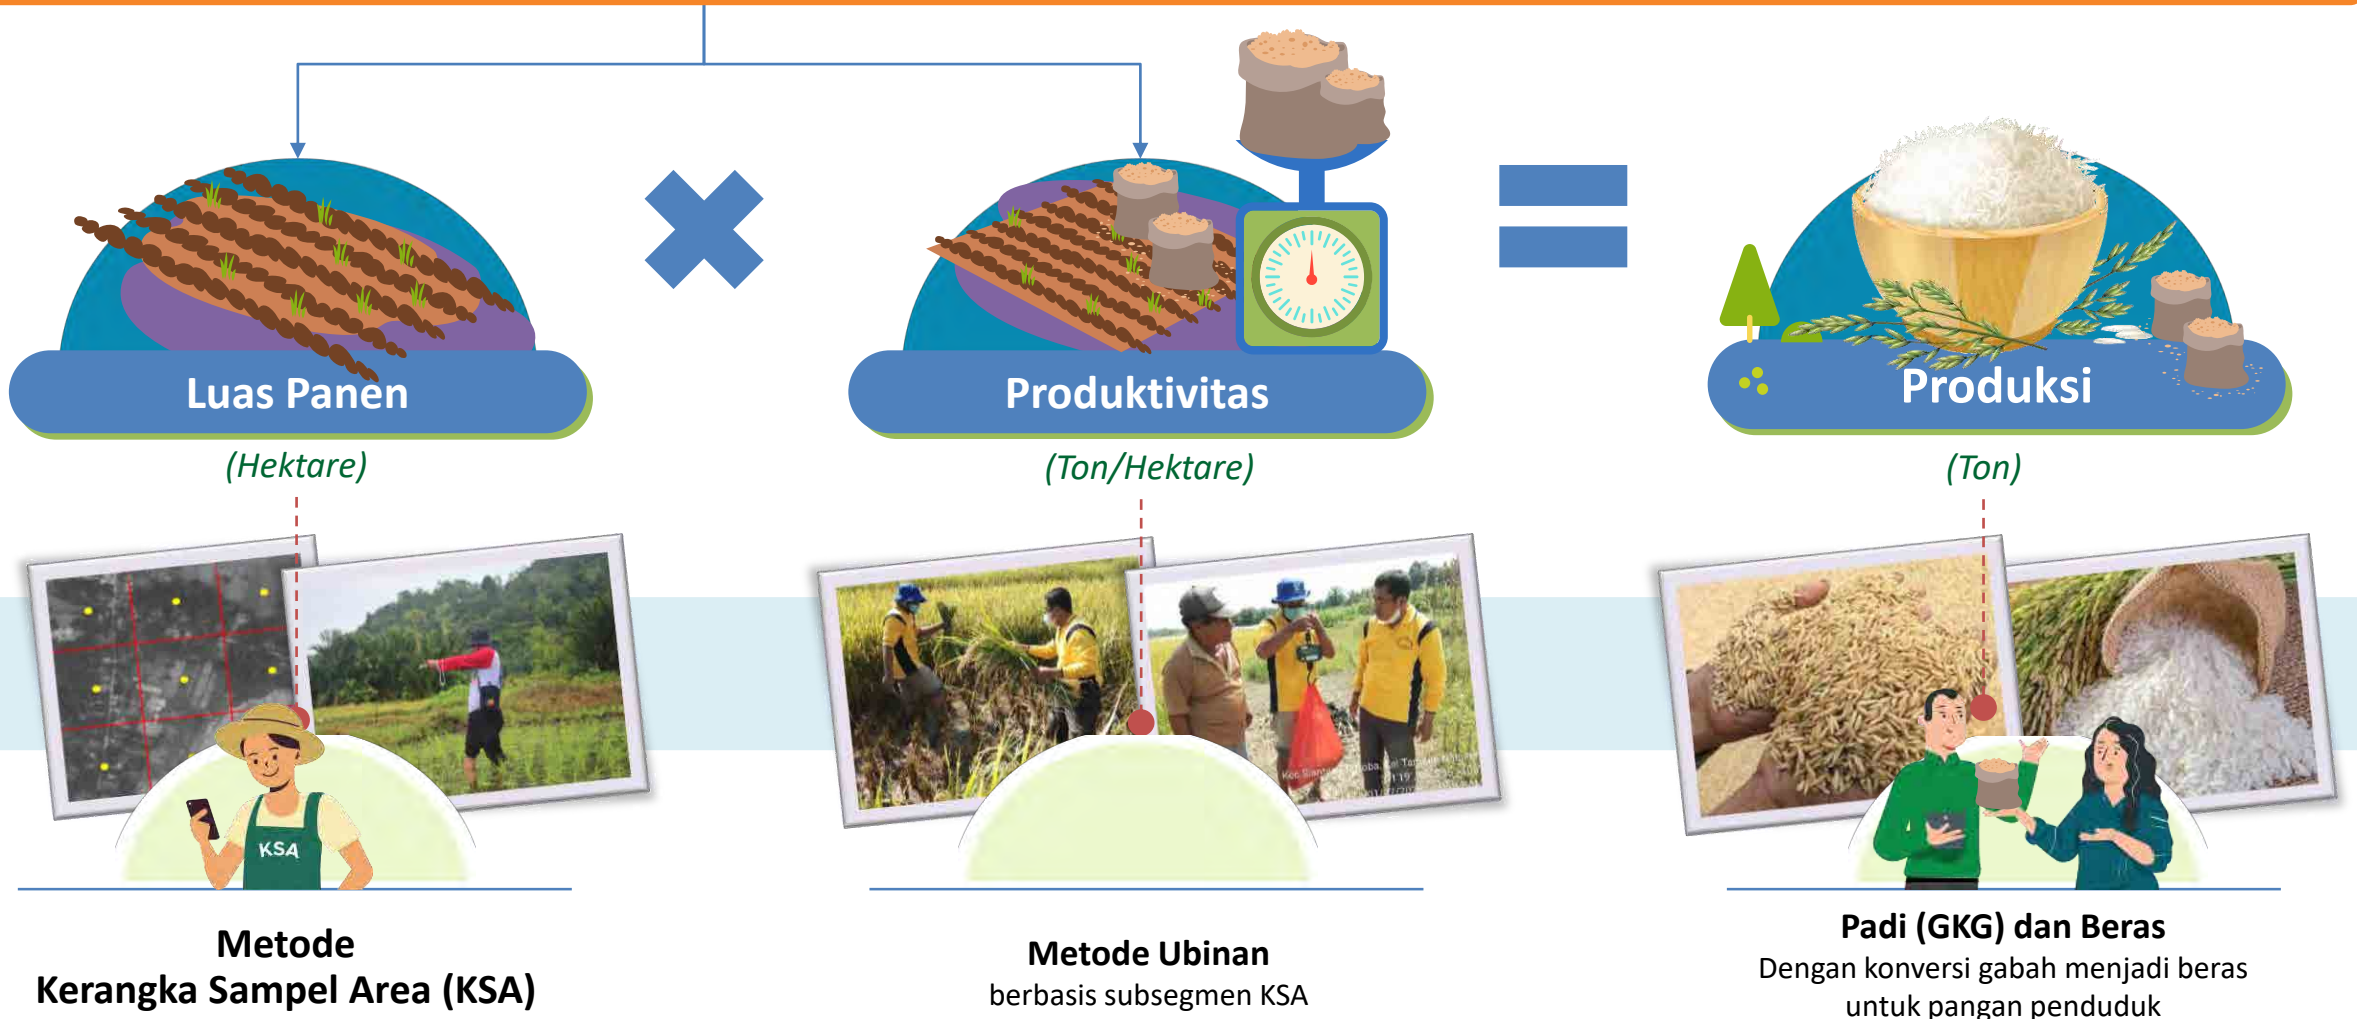 Luas Panen
Produktivitas
Produksi
(Hektare)
(Ton/Hektare)
(Ton)
KSA
Metode
Kerangka Sampel Area (KSA)
Metode Ubinan
berbasis subsegmen KSA
Padi (GKG) dan Beras
Dengan konversi gabah menjadi beras
untuk pangan penduduk